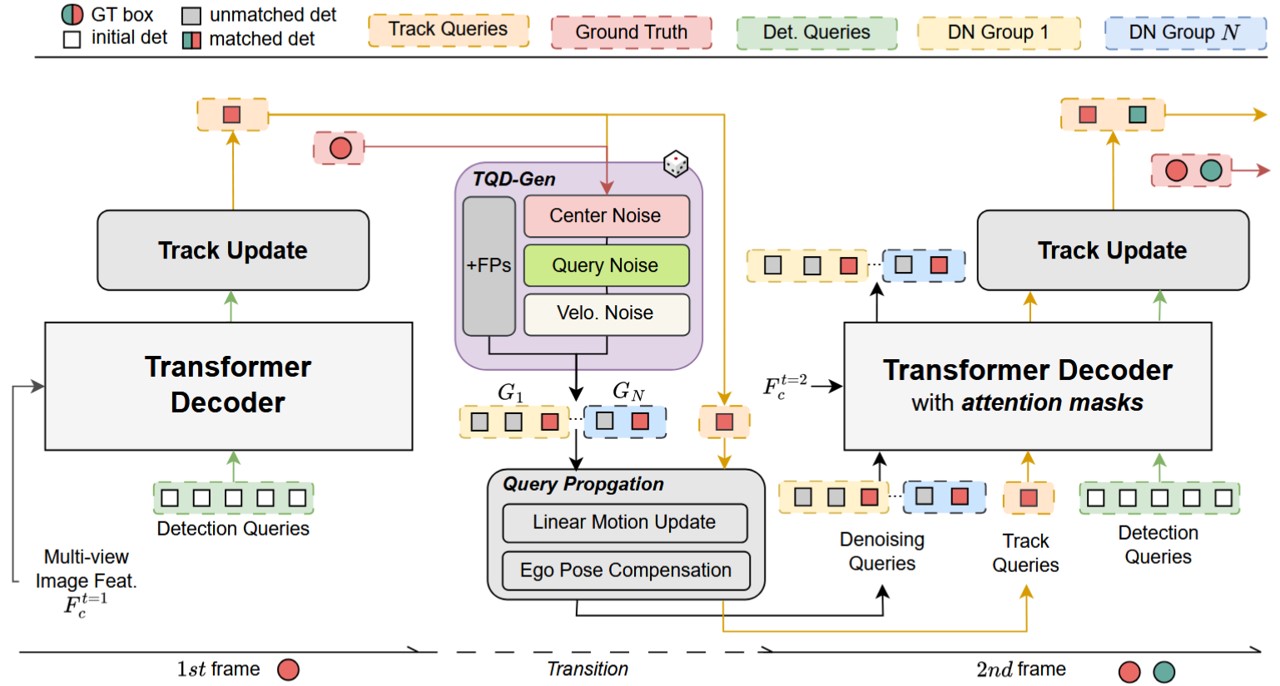 GT box
unmatched det
initial det
matched det
Track Queries
Ground Truth
Det. Queries
DN Group 1
DN Group N
TQD-Gen
+FPs
Center Noise
Query Noise
Velo. Noise
Track Update
Track Update
Transformer
Decoder
Transformer Decoder
with attention masks
F_c^{t=2}
G_1
G_N
Detection Queries
Multi-view
Image Feat.
F_c^{t=1}
Query Propgation
Linear Motion Update
Ego Pose Compensation
Denoising
Queries
Track
Queries
Detection
Queries
1st frame
Transition
2nd frame